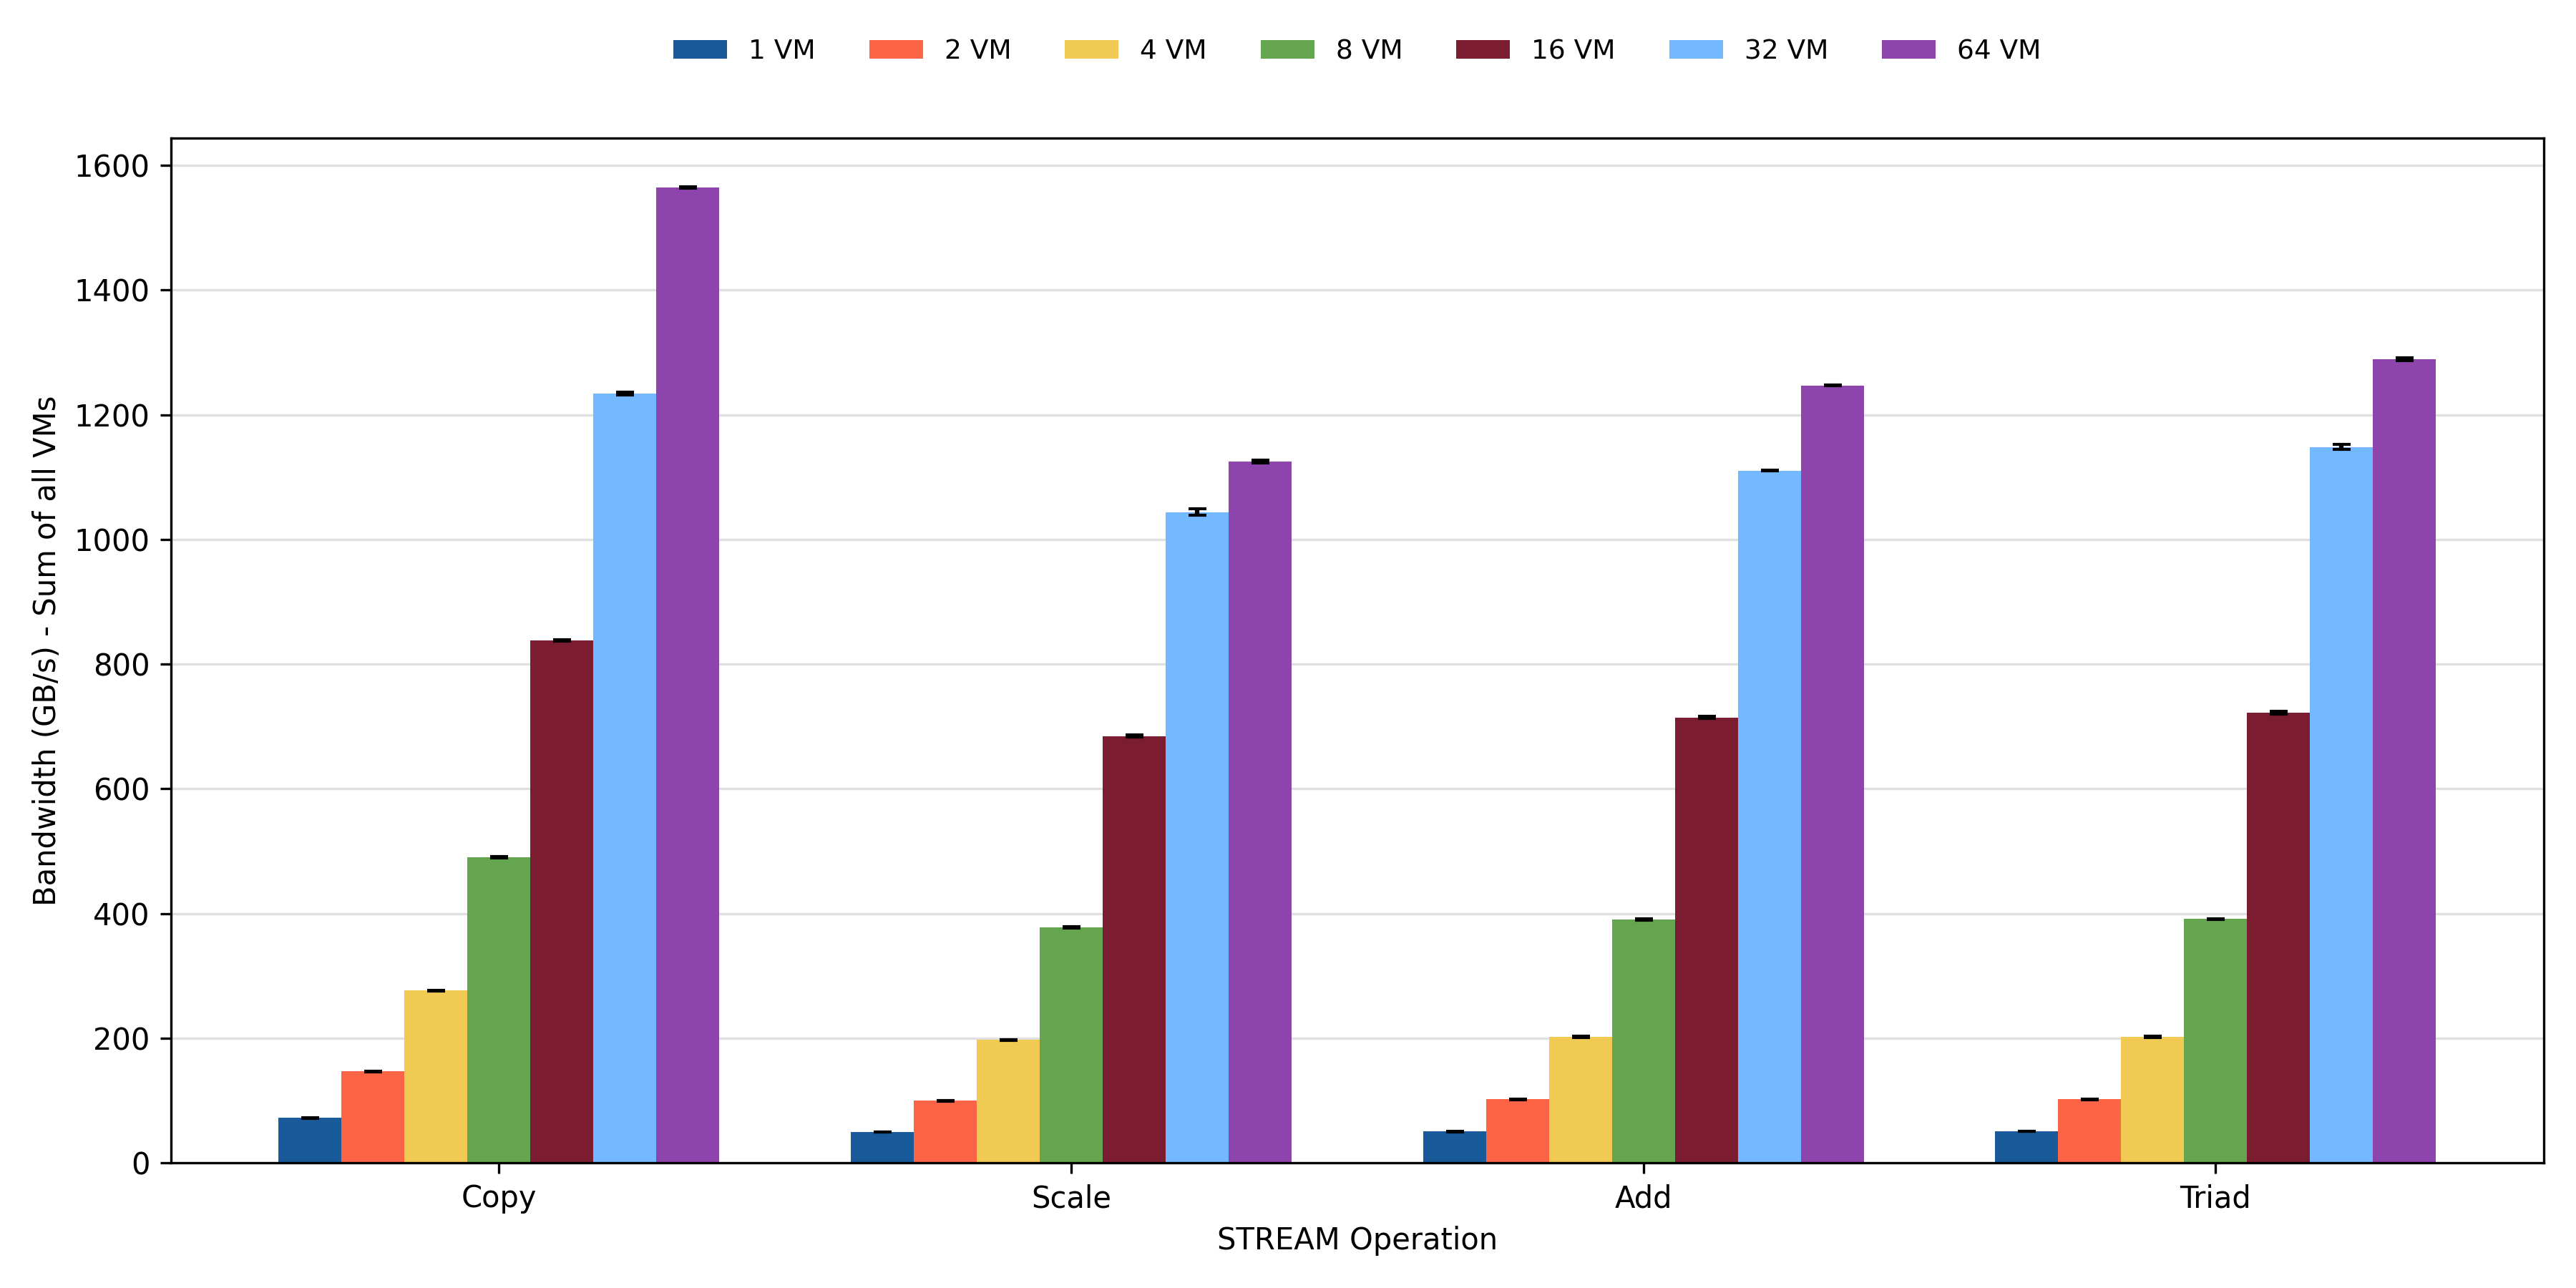 1 VM 2 VM 4 VM 8 VM 16 VM 32 VM 64 VM
Bandwidth (GB/s) - Sum of all VMs
1600
1400
1200
1000
800
600
400
200
0
Copy Scale Add Triad
STREAM Operation